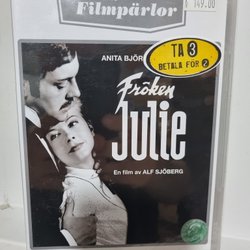 Filmpärlor
149.00
TA 3
BETALA FÖR 2
ANITA BJÖR
Fröken
Julie
En film av ALF SJÖBERG